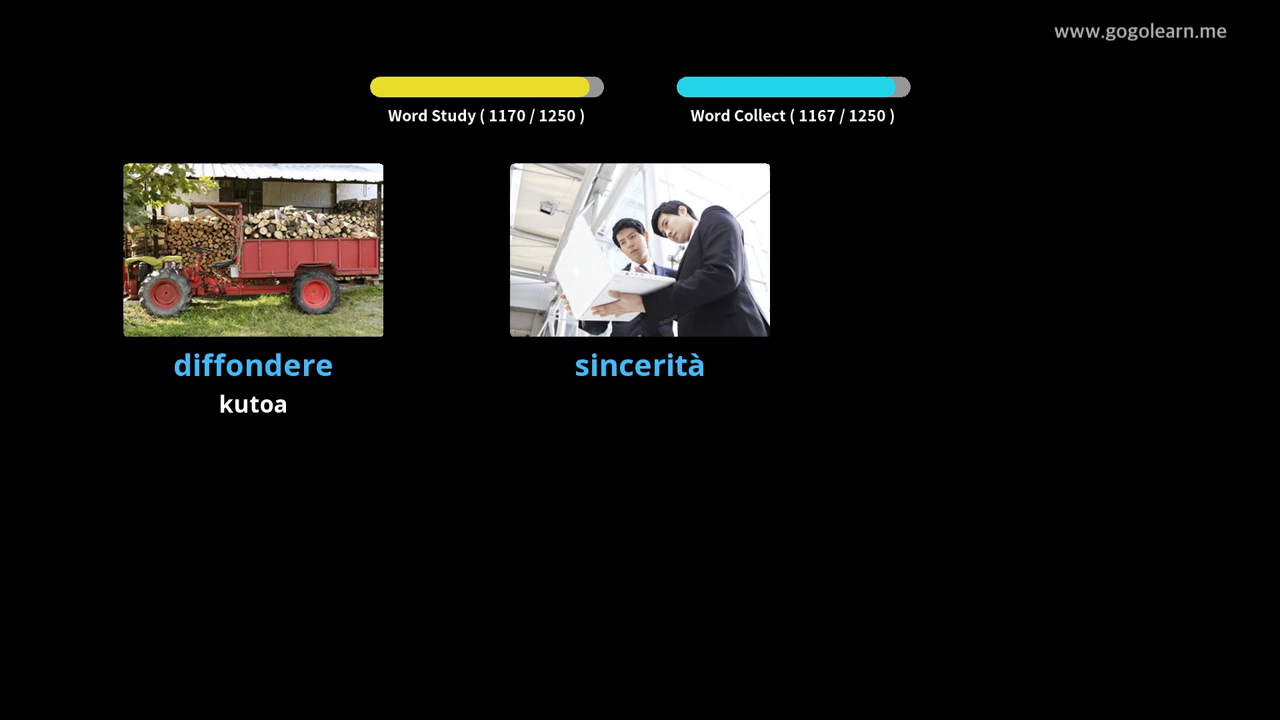 www.gogolearn.me
Word Study ( 1170 / 1250 )
Word Collect ( 1167 / 1250 )
diffondere
kutoa
sincerità